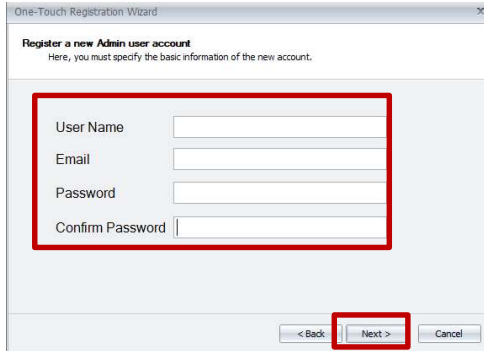 One-Touch Registration Wizard
Register a new Admin user account
Here, you must specify the basic information of the new account.
User Name
Email
Password
Confirm Password
< Back Next > Cancel